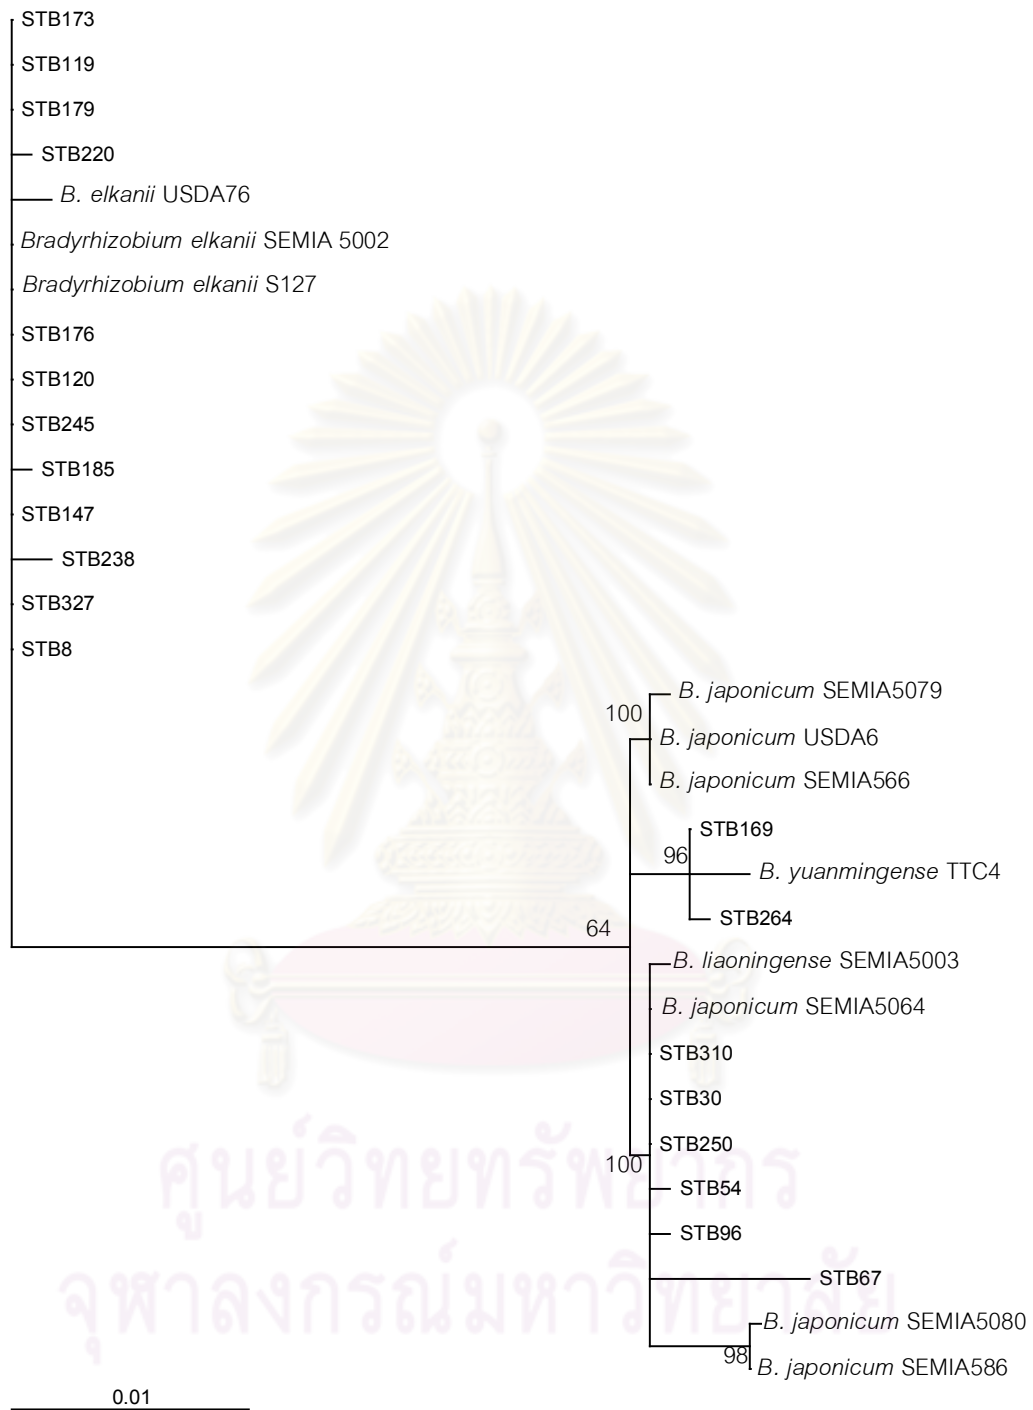 STB173
STB119
STB179
STB220
B. elkanii USDA76
Bradyrhizobium elkanii SEMIA 5002
Bradyrhizobium elkanii S127
STB176
STB120
STB245
STB185
STB147
STB238
STB327
STB8
B. japonicum SEMIA5079
100
B. japonicum USDA6
B. japonicum SEMIA566
STB169
96
B. yuanmingense TTC4
STB264
64
B. liaoningense SEMIA5003
B. japonicum SEMIA5064
STB310
STB30
STB250
100
STB54
STB96
STB67
B. japonicum SEMIA5080
98
B. japonicum SEMIA586
ศูนย์วิทยทรัพยากร
จุฬาลงกรณ์มหาวิทยาลัย
0.01